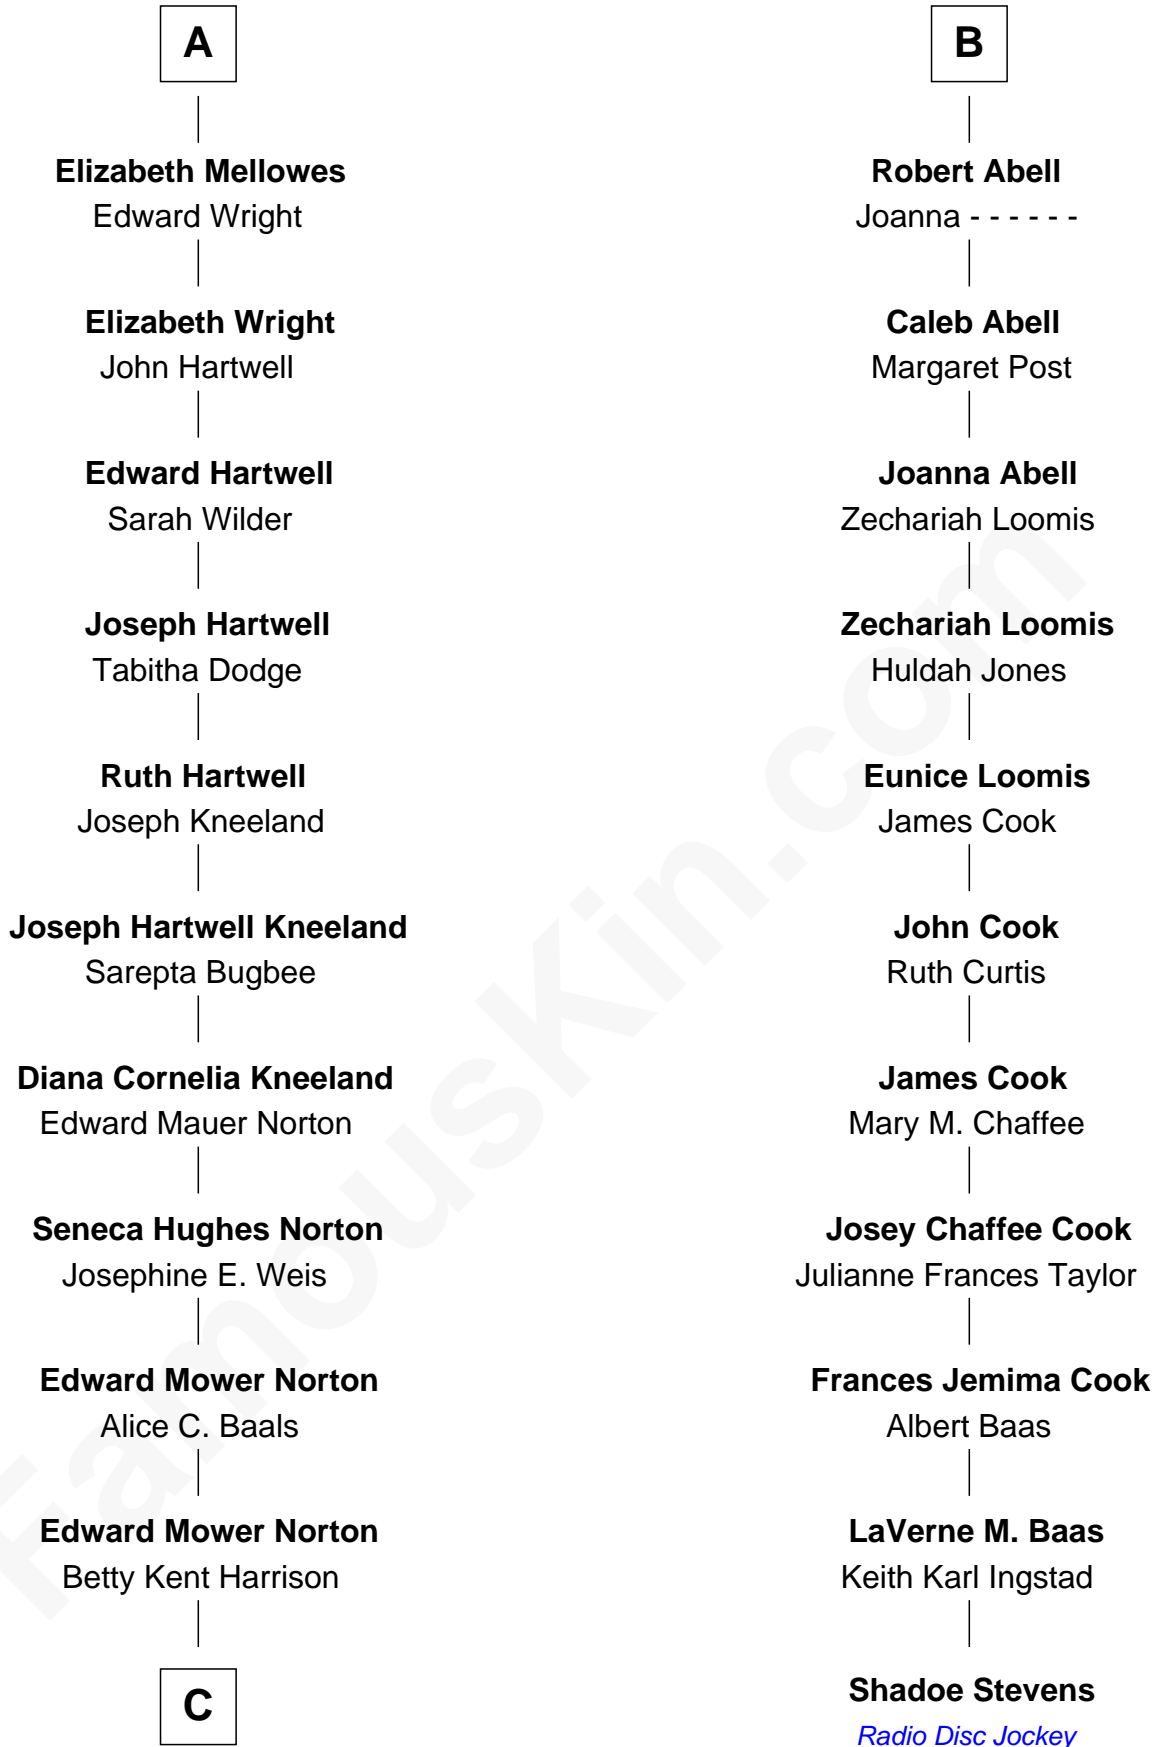 A
Elizabeth Mellowes
Edward Wright
Elizabeth Wright
John Hartwell
Edward Hartwell
Sarah Wilder
Joseph Hartwell
Tabitha Dodge
Ruth Hartwell
Joseph Kneeland
Joseph Hartwell Kneeland
Sarepta Bugbee
Diana Cornelia Kneeland
Edward Mauer Norton
Seneca Hughes Norton
Josephine E. Weis
Edward Mower Norton
Alice C. Baals
Edward Mower Norton
Betty Kent Harrison
C
B
Robert Abell
Joanna - - - - - -
Caleb Abell
Margaret Post
Joanna Abell
Zechariah Loomis
Zechariah Loomis
Huldah Jones
Eunice Loomis
James Cook
John Cook
Ruth Curtis
James Cook
Mary M. Chaffee
Josey Chaffee Cook
Julianne Frances Taylor
Frances Jemima Cook
Albert Baas
LaVerne M. Baas
Keith Karl Ingstad
Shadoe Stevens
Radio Disc Jockey
FamousKin.com